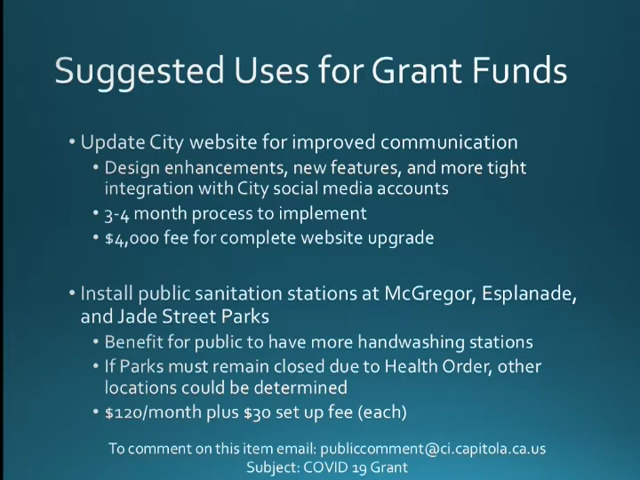 Suggested Uses for Grant Funds
• Update City website for improved communication
• Design enhancements, new features, and more tight
integration with City social media accounts
• 3-4 month process to implement
• $4,000 fee for complete website upgrade
• Install public sanitation stations at McGregor, Esplanade,
and Jade Street Parks
• Benefit for public to have more handwashing stations
• If Parks must remain closed due to Health Order, other
locations could be determined
• $120/month plus $30 set up fee (each)
To comment on this item email: publiccomment@ci.capitola.ca.us
Subject: COVID 19 Grant